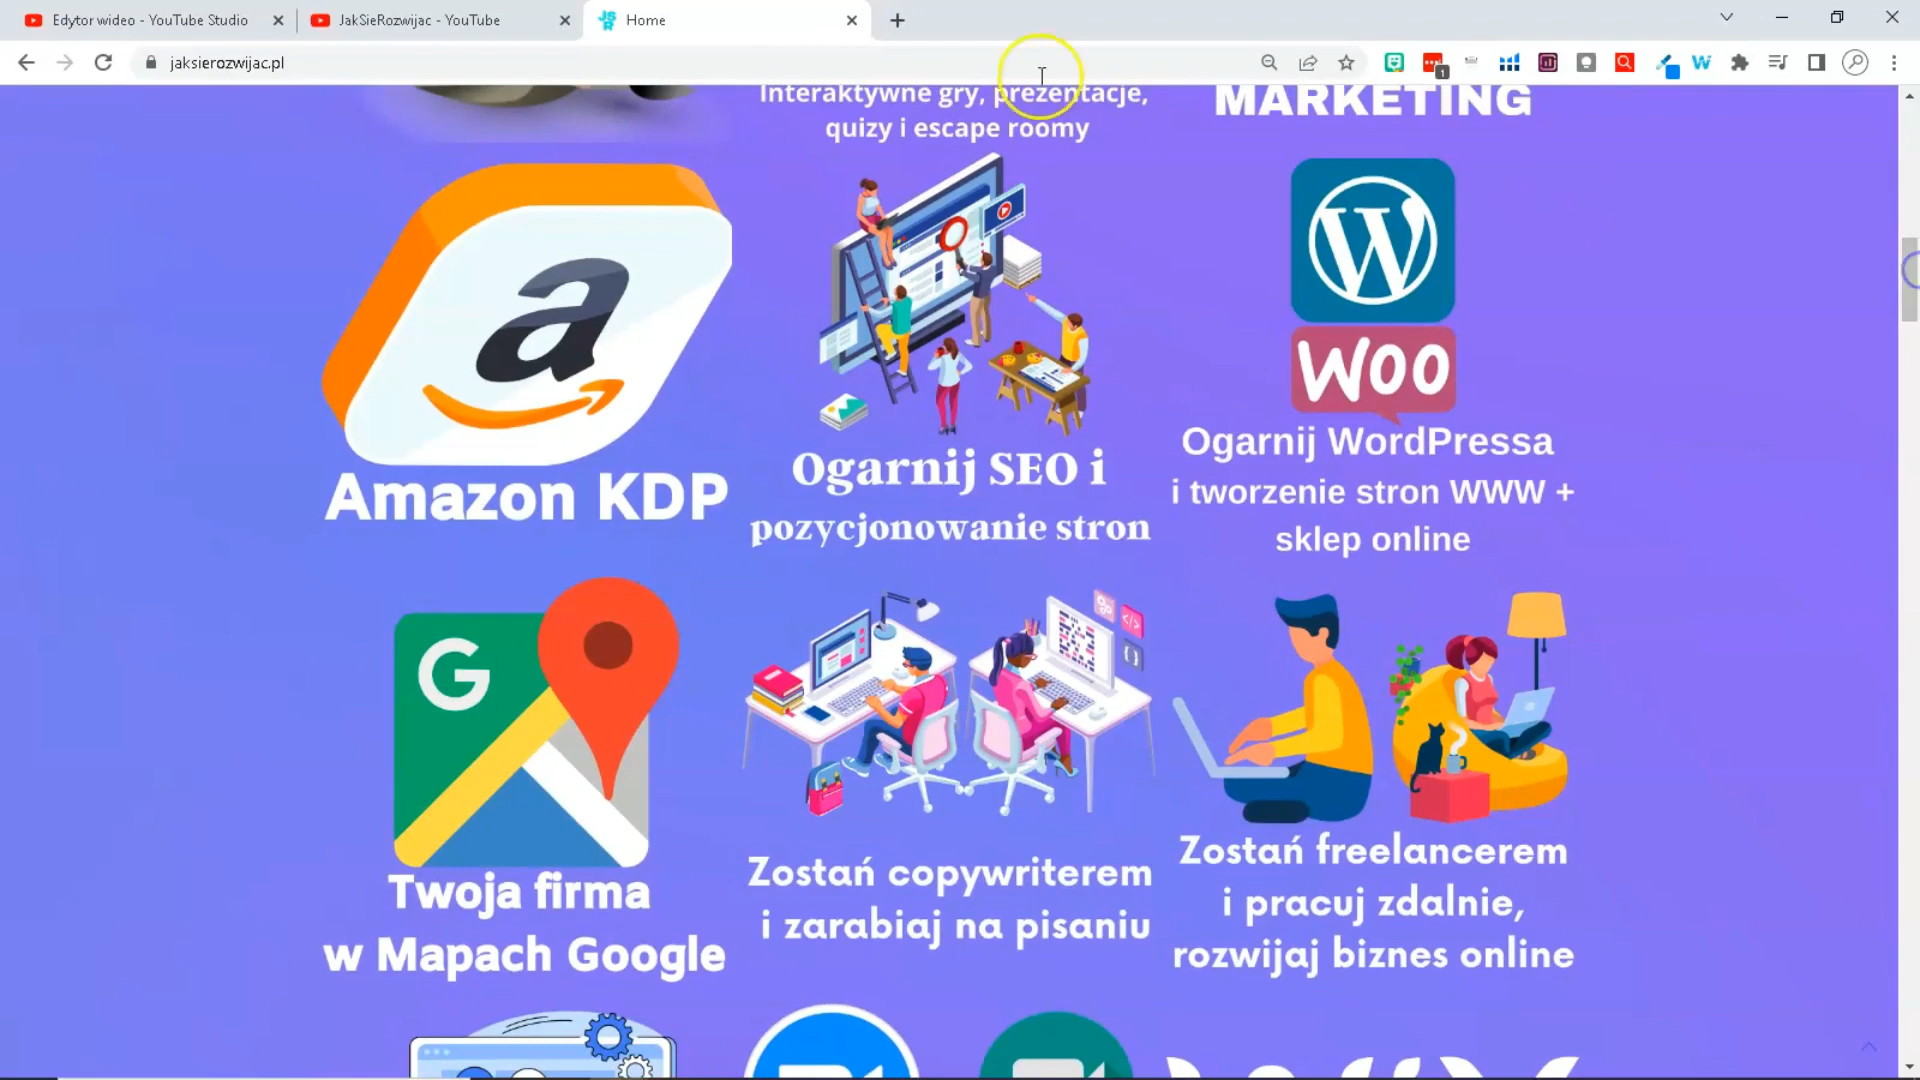 Edytor wideo - YouTube Studio
JakSieRozwijac - YouTube
Home
jaksierozwijac.pl
1
Interaktywne gry, prezentacje,
quizy i escape roomy
MARKETING
Amazon KDP
Ogarnij SEO i
pozycjonowanie stron
WOO
Ogarnij WordPressa
i tworzenie stron WWW +
sklep online
Twoja firma
w Mapach Google
Zostań copywriterem
i zarabiaj na pisaniu
Zostań freelancerem
i pracuj zdalnie,
rozwijaj biznes online